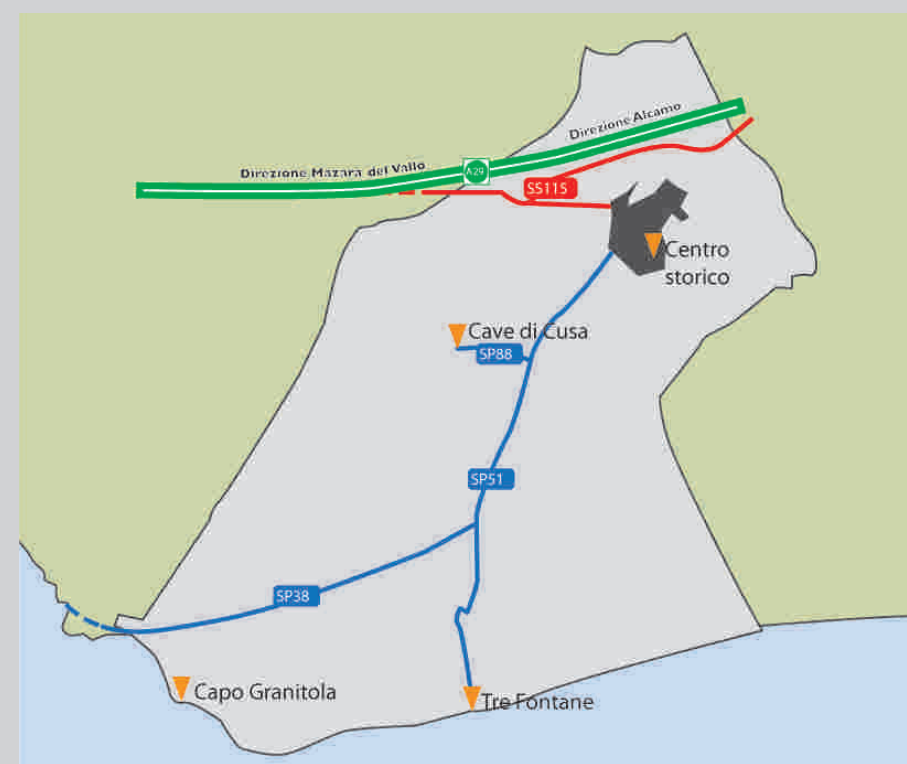 Direzione Alcamo
Direzione Mazara del Vallo
A29
SS115
Centro
storico
Cave di Cusa
SP88
SP51
SP38
Capo Granitola
Tre Fontane